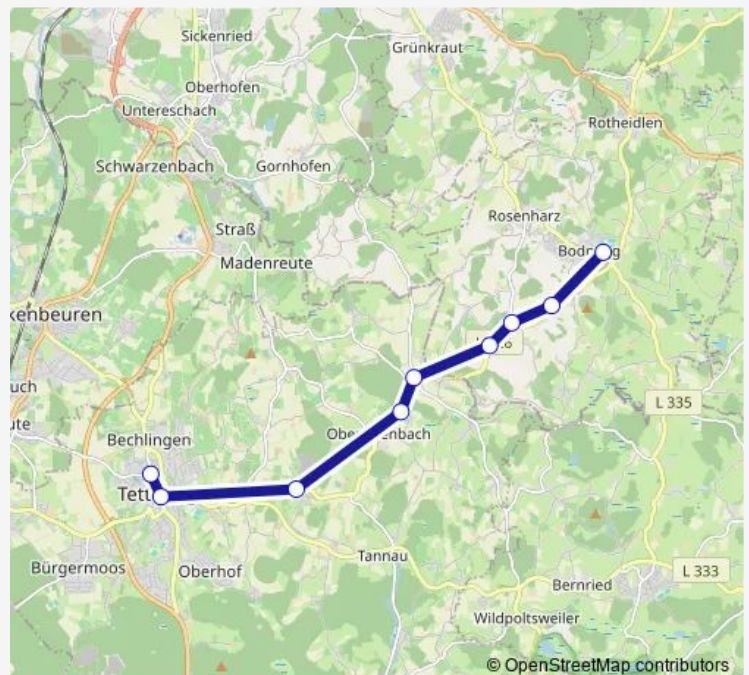 Sickenried
Grünkraut
Oberhofen
Untereschach
Rotheidlen
Schwarzenbach
Gornhofen
Rosenharz
Straß
Madenreute
kenbeuren
L 335
Bechlingen
Tannau
L 333
Bürgermoos
Oberhof
Bernried
Wildpoltsweiler
© OpenStreetMap contributors